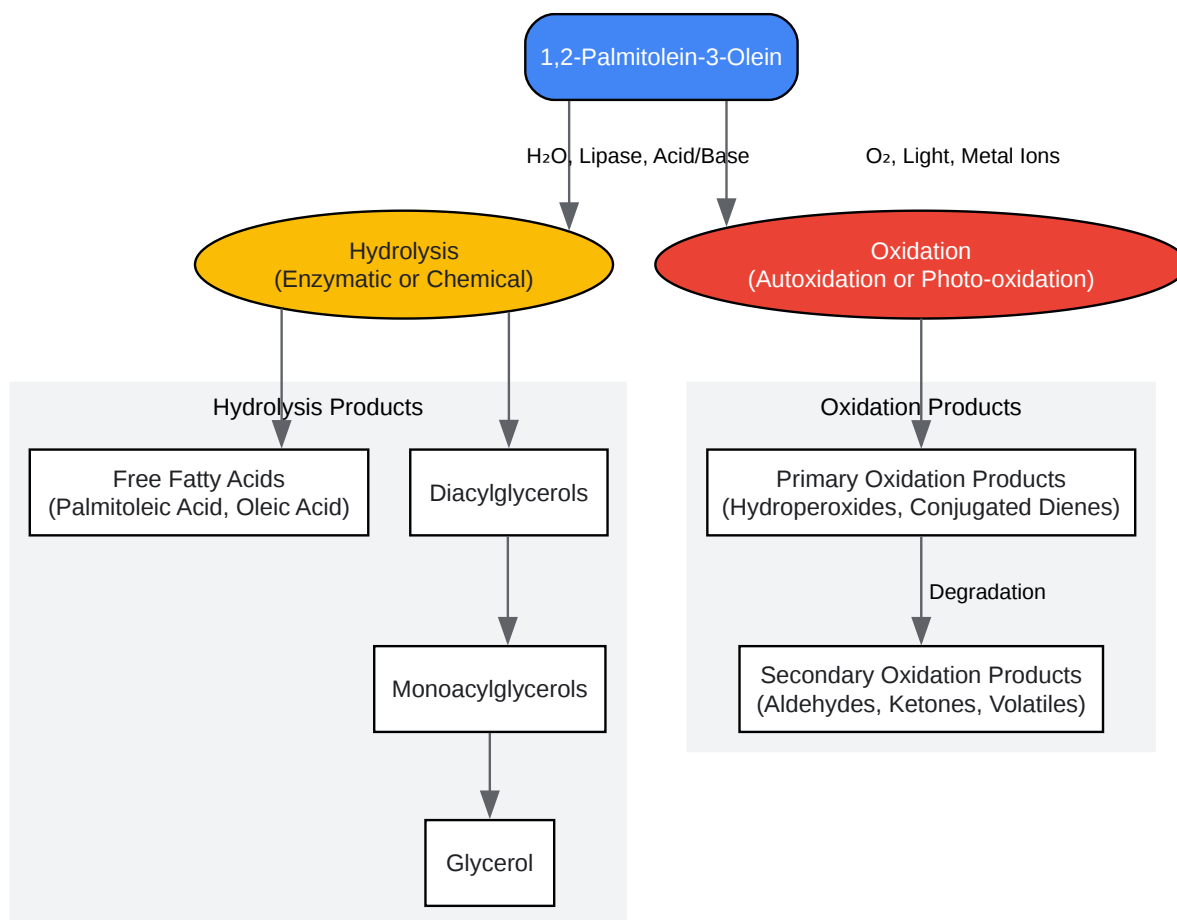 1,2-Palmitolein-3-Olein
H₂O, Lipase, Acid/Base
O₂, Light, Metal Ions
Hydrolysis
(Enzymatic or Chemical)
Oxidation
(Autoxidation or Photo-oxidation)
Hydrolysis Products
Oxidation Products
Free Fatty Acids
(Palmitoleic Acid, Oleic Acid)
Diacylglycerols
Primary Oxidation Products
(Hydroperoxides, Conjugated Dienes)
Degradation
Monoacylglycerols
Secondary Oxidation Products
(Aldehydes, Ketones, Volatiles)
Glycerol